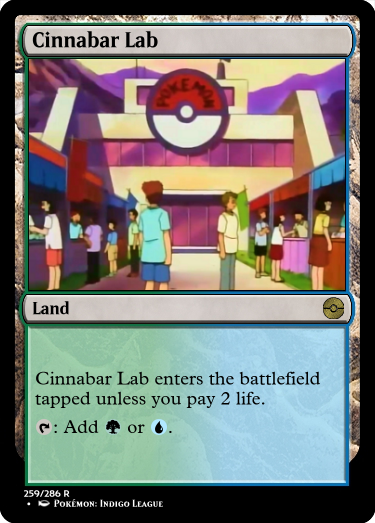 Cinnabar Lab
POKÉMON
Land
Cinnabar Lab enters the battlefield
tapped unless you pay 2 life.
: Add or .
259/286 R
• Pokémon: Indigo League